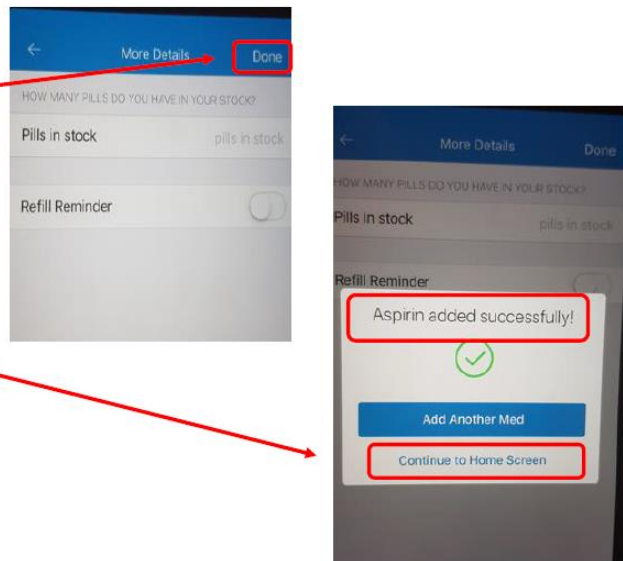 More Details
Done
HOW MANY PILLS DO YOU HAVE IN YOUR STOCK?
Pills in stock
pills in stock
Refill Reminder
More Details
Done
HOW MANY PILLS DO YOU HAVE IN YOUR STOCK?
Pills in stock
pills in stock
Refill Reminder
Aspirin added successfully!
Add Another Med
Continue to Home Screen